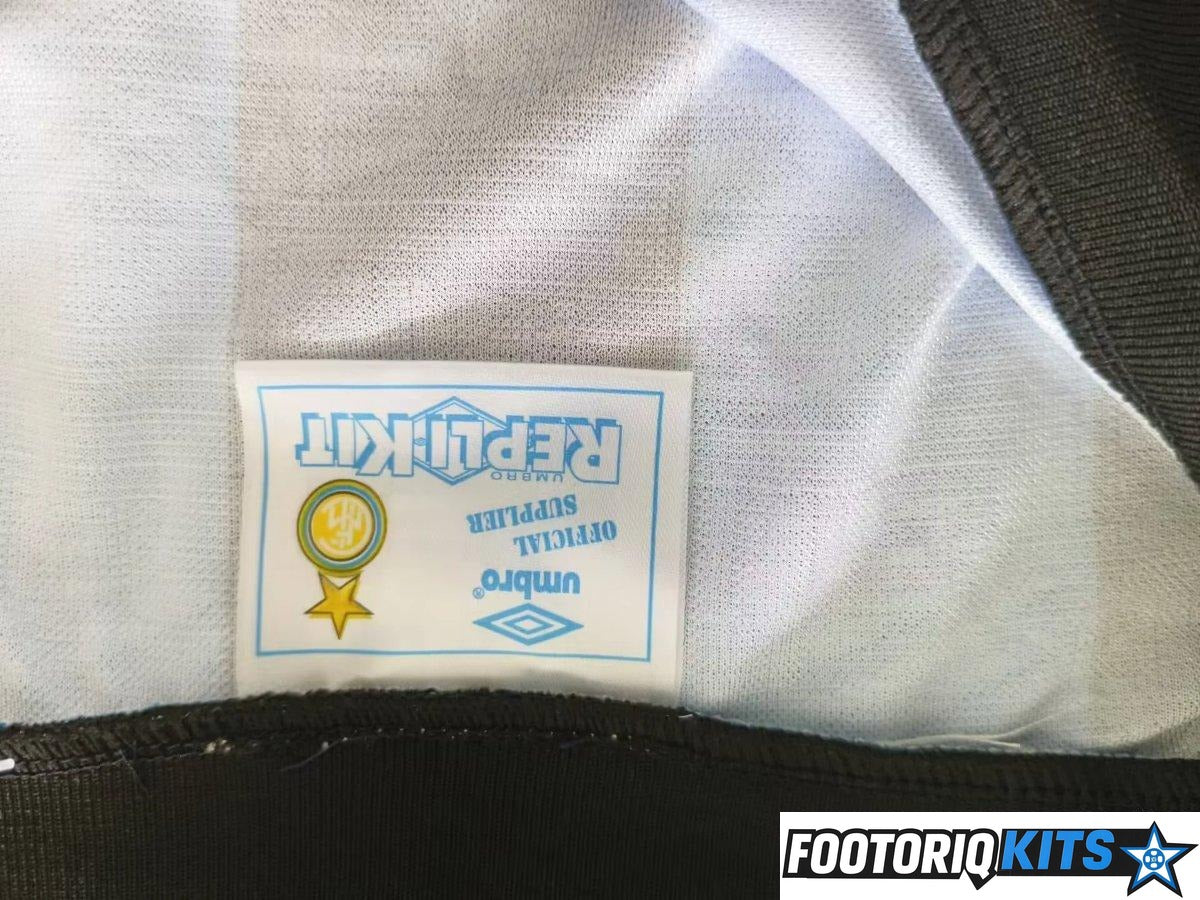 umbro®
OFFICIAL
SUPPLIER
UMBRO
REPLI-KIT
FOOTORIQKITS